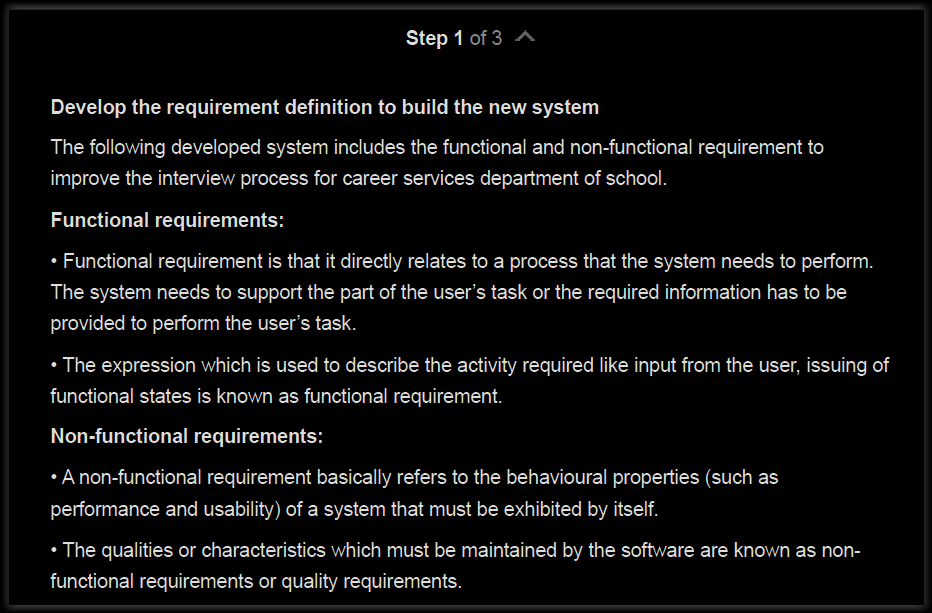 Step 1 of 3
Develop the requirement definition to build the new system
The following developed system includes the functional and non-functional requirement to
improve the interview process for career services department of school.
Functional requirements:
• Functional requirement is that it directly relates to a process that the system needs to perform.
The system needs to support the part of the user’s task or the required information has to be
provided to perform the user’s task.
• The expression which is used to describe the activity required like input from the user, issuing of
functional states is known as functional requirement.
Non-functional requirements:
• A non-functional requirement basically refers to the behavioural properties (such as
performance and usability) of a system that must be exhibited by itself.
• The qualities or characteristics which must be maintained by the software are known as non-
functional requirements or quality requirements.